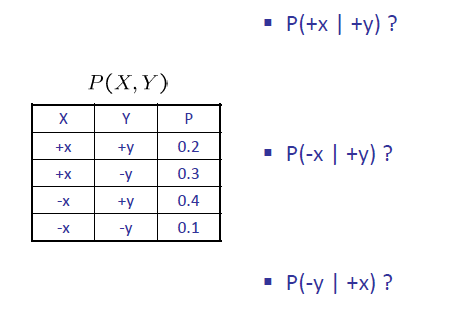 P(+x | +y) ?
P(X, Y)
X Y P
+x +y 0.2
+x -y 0.3
-x +y 0.4
-x -y 0.1
P(-x | +y) ?
P(-y | +x) ?